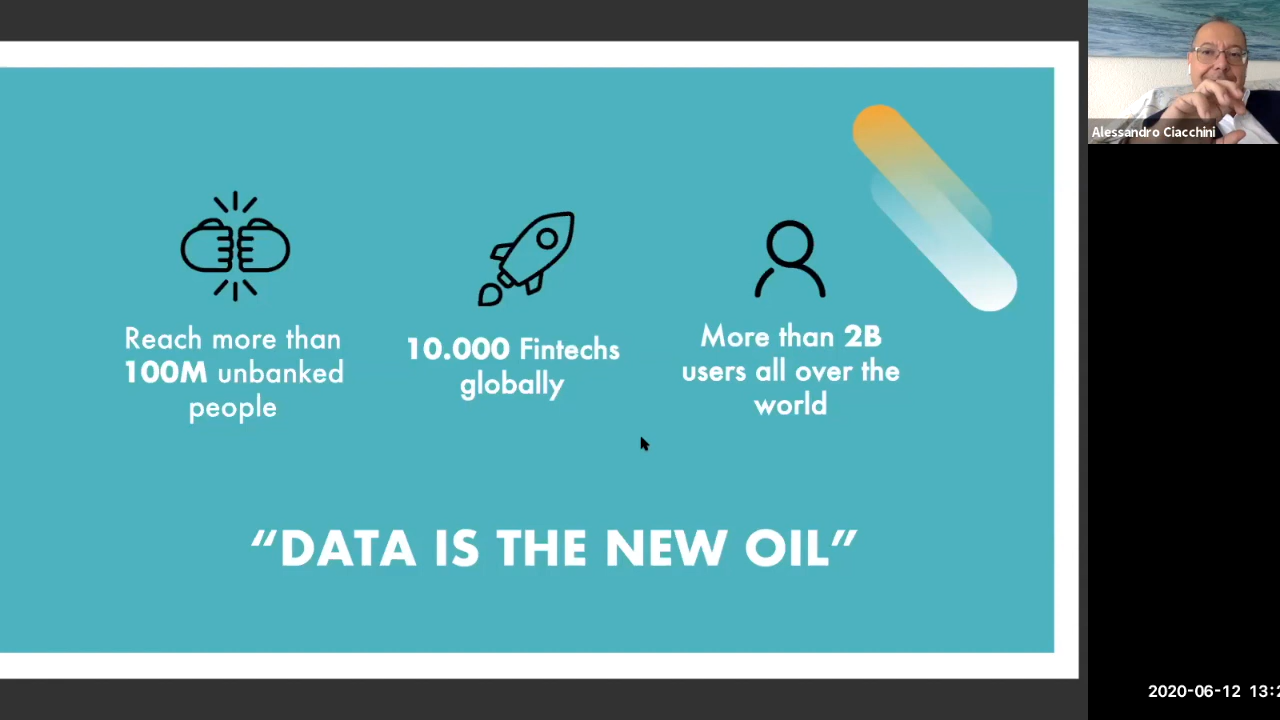 Reach more than
100M unbanked
people
10.000 Fintechs
globally
More than 2B
users all over the
world
“DATA IS THE NEW OIL”
Alessandro Ciacchini
2020-06-12 13:2